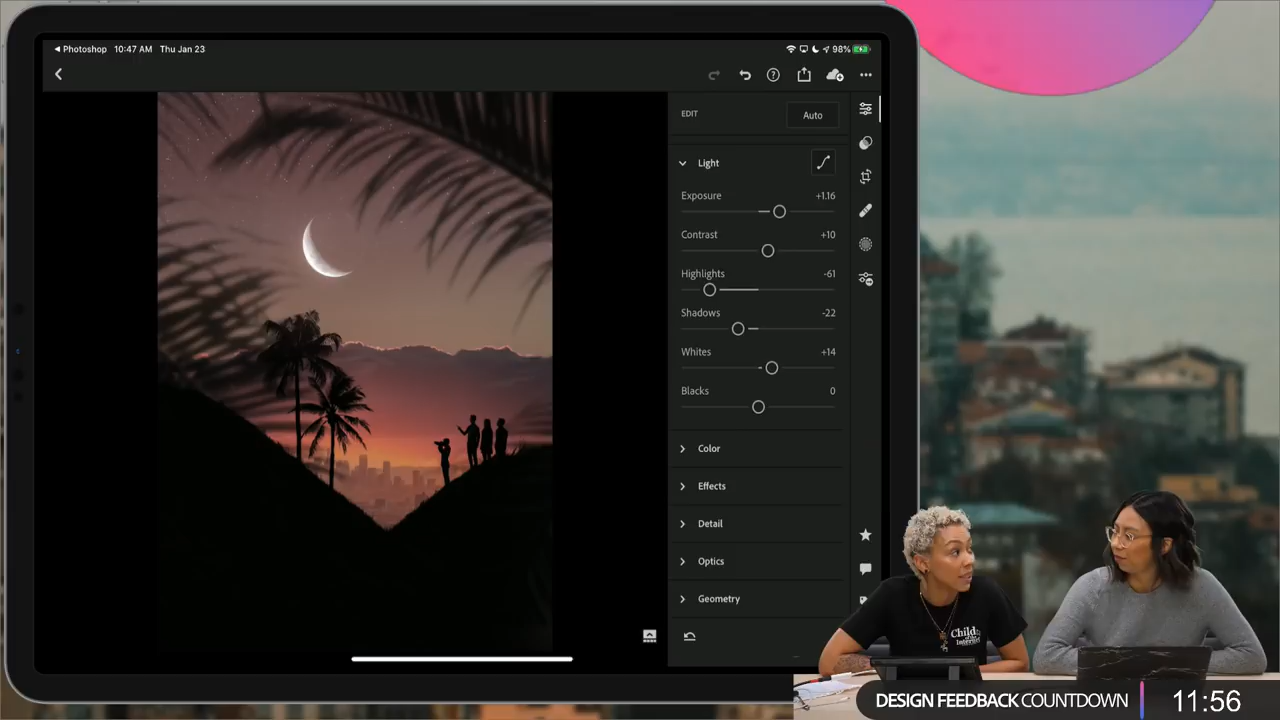 Photoshop 10:47 AM Thu Jan 23 98%
EDIT Auto
Light
Exposure +1.16
Contrast +10
Highlights -61
Shadows -22
Whites +14
Blacks 0
Color
Effects
Detail
Optics
Geometry
DESIGN FEEDBACK COUNTDOWN 11:56